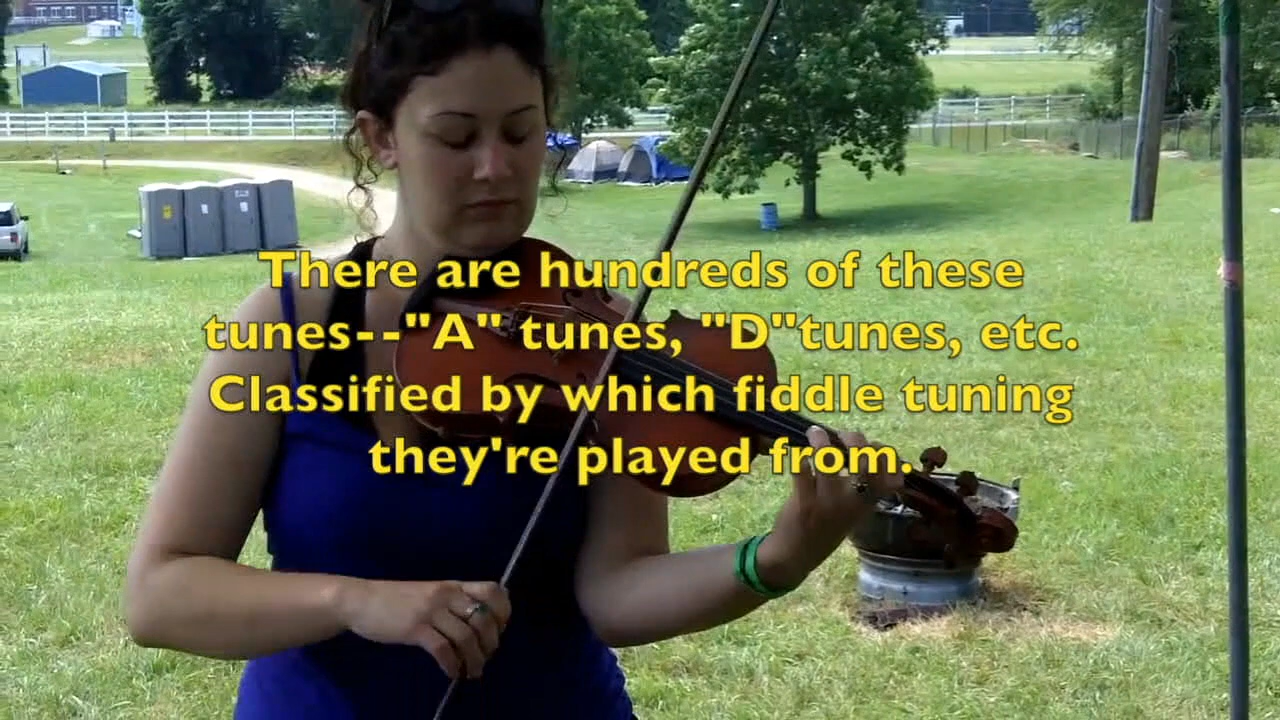 There are hundreds of these
tunes--"A" tunes, "D"tunes, etc.
Classified by which fiddle tuning
they're played from.